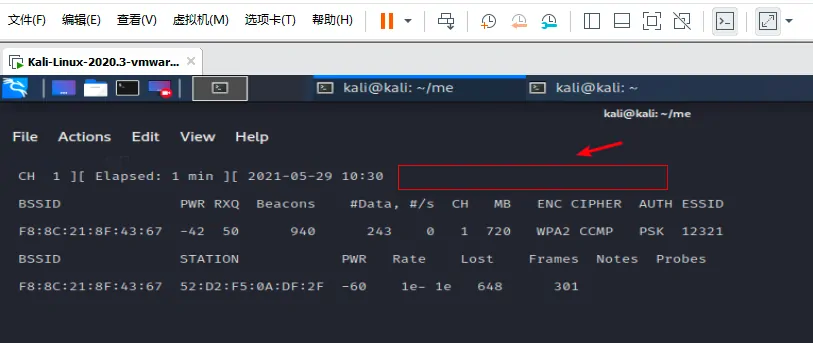 文件(F) 编辑(E) 查看(V) 虚拟机(M) 选项卡(T) 帮助(H)
Kali-Linux-2020.3-vmwar...
kali@kali: ~/me kali@kali: ~
kali@kali: ~/me
File Actions Edit View Help
CH 1 ][ Elapsed: 1 min ][ 2021-05-29 10:30
BSSID PWR RXQ Beacons #Data, #/s CH MB ENC CIPHER AUTH ESSID
F8:8C:21:8F:43:67 -42 50 940 243 0 1 720 WPA2 CCMP PSK 12321
BSSID STATION PWR Rate Lost Frames Notes Probes
F8:8C:21:8F:43:67 52:D2:F5:0A:DF:2F -60 1e- 1e 648 301